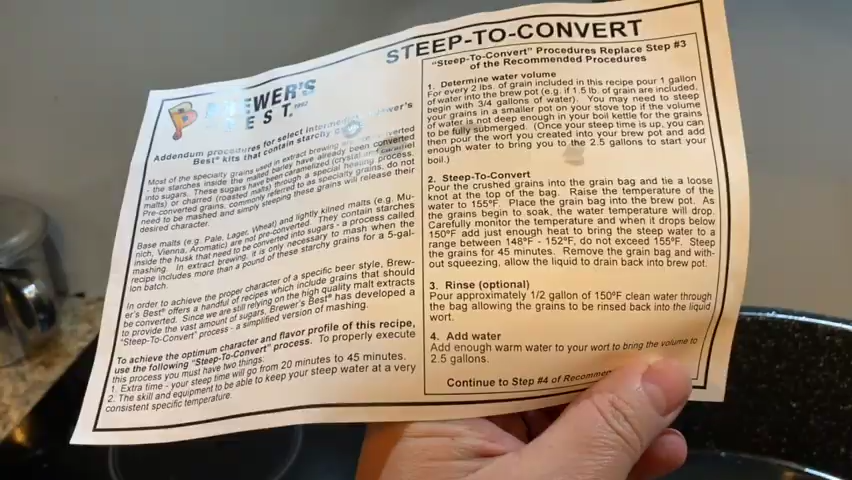 STEEP-TO-CONVERT
BREWER'S
BEST
Addendum procedures for select intermediate Brewer's
Best® kits that contain starchy
Most of the specialty grains used in extract brewing converted
- the starches inside the malted barley have already been converted
into sugars. These sugars have been caramelized (crystal and caramel
malts) or charred (roasted malts) through a special heating process.
Pre-converted grains, commonly referred to as specialty grains, do not
need to be mashed and simply steeping these grains will release their
desired character.
Base malts (e.g. Pale, Lager, Wheat) and lightly kilned malts (e.g. Mu-
nich, Vienna, Aromatic) are not pre-converted. They contain starches
inside the husk that need to be converted into sugars - a process called
mashing. In extract brewing, it is only necessary to mash when the
recipe includes more than a pound of these starchy grains for a 5-gal-
lon batch.
In order to achieve the proper character of a specific beer style, Brew-
er's Best® offers a handful of recipes which include grains that should
be converted. Since we are still relying on the high quality malt extracts
to provide the vast amount of sugars, Brewer's Best® has developed a
"Steep-To-Convert" process - a simplified version of mashing.
To achieve the optimum character and flavor profile of this recipe,
use the following "Steep-To-Convert" process. To properly execute
this process you must have two things:
1. Extra time - your steep time will go from 20 minutes to 45 minutes.
2. The skill and equipment to be able to keep your steep water at a very
consistent specific temperature.
"Steep-To-Convert" Procedures Replace Step #3
of the Recommended Procedures
1. Determine water volume
For every 2 lbs. of grain included in this recipe pour 1 gallon
of water into the brew pot (e.g. if 1.5 lb. of grain are included,
begin with 3/4 gallons of water). You may need to steep
your grains in a smaller pot on your stove top if the volume
of water is not deep enough in your boil kettle for the grains
to be fully submerged. (Once your steep time is up, you can
then pour the wort you created into your brew pot and add
enough water to bring you to the 2.5 gallons to start your
boil.)
2. Steep-To-Convert
Pour the crushed grains into the grain bag and tie a loose
knot at the top of the bag. Raise the temperature of the
water to 155°F. Place the grain bag into the brew pot. As
the grains begin to soak, the water temperature will drop.
Carefully monitor the temperature and when it drops below
150°F add just enough heat to bring the steep water to a
range between 148°F - 152°F, do not exceed 155°F. Steep
the grains for 45 minutes. Remove the grain bag and with-
out squeezing, allow the liquid to drain back into brew pot.
3. Rinse (optional)
Pour approximately 1/2 gallon of 150°F clean water through
the bag allowing the grains to be rinsed back into the liquid
wort.
4. Add water
Add enough warm water to your wort to bring the volume to
2.5 gallons.
Continue to Step #4 of